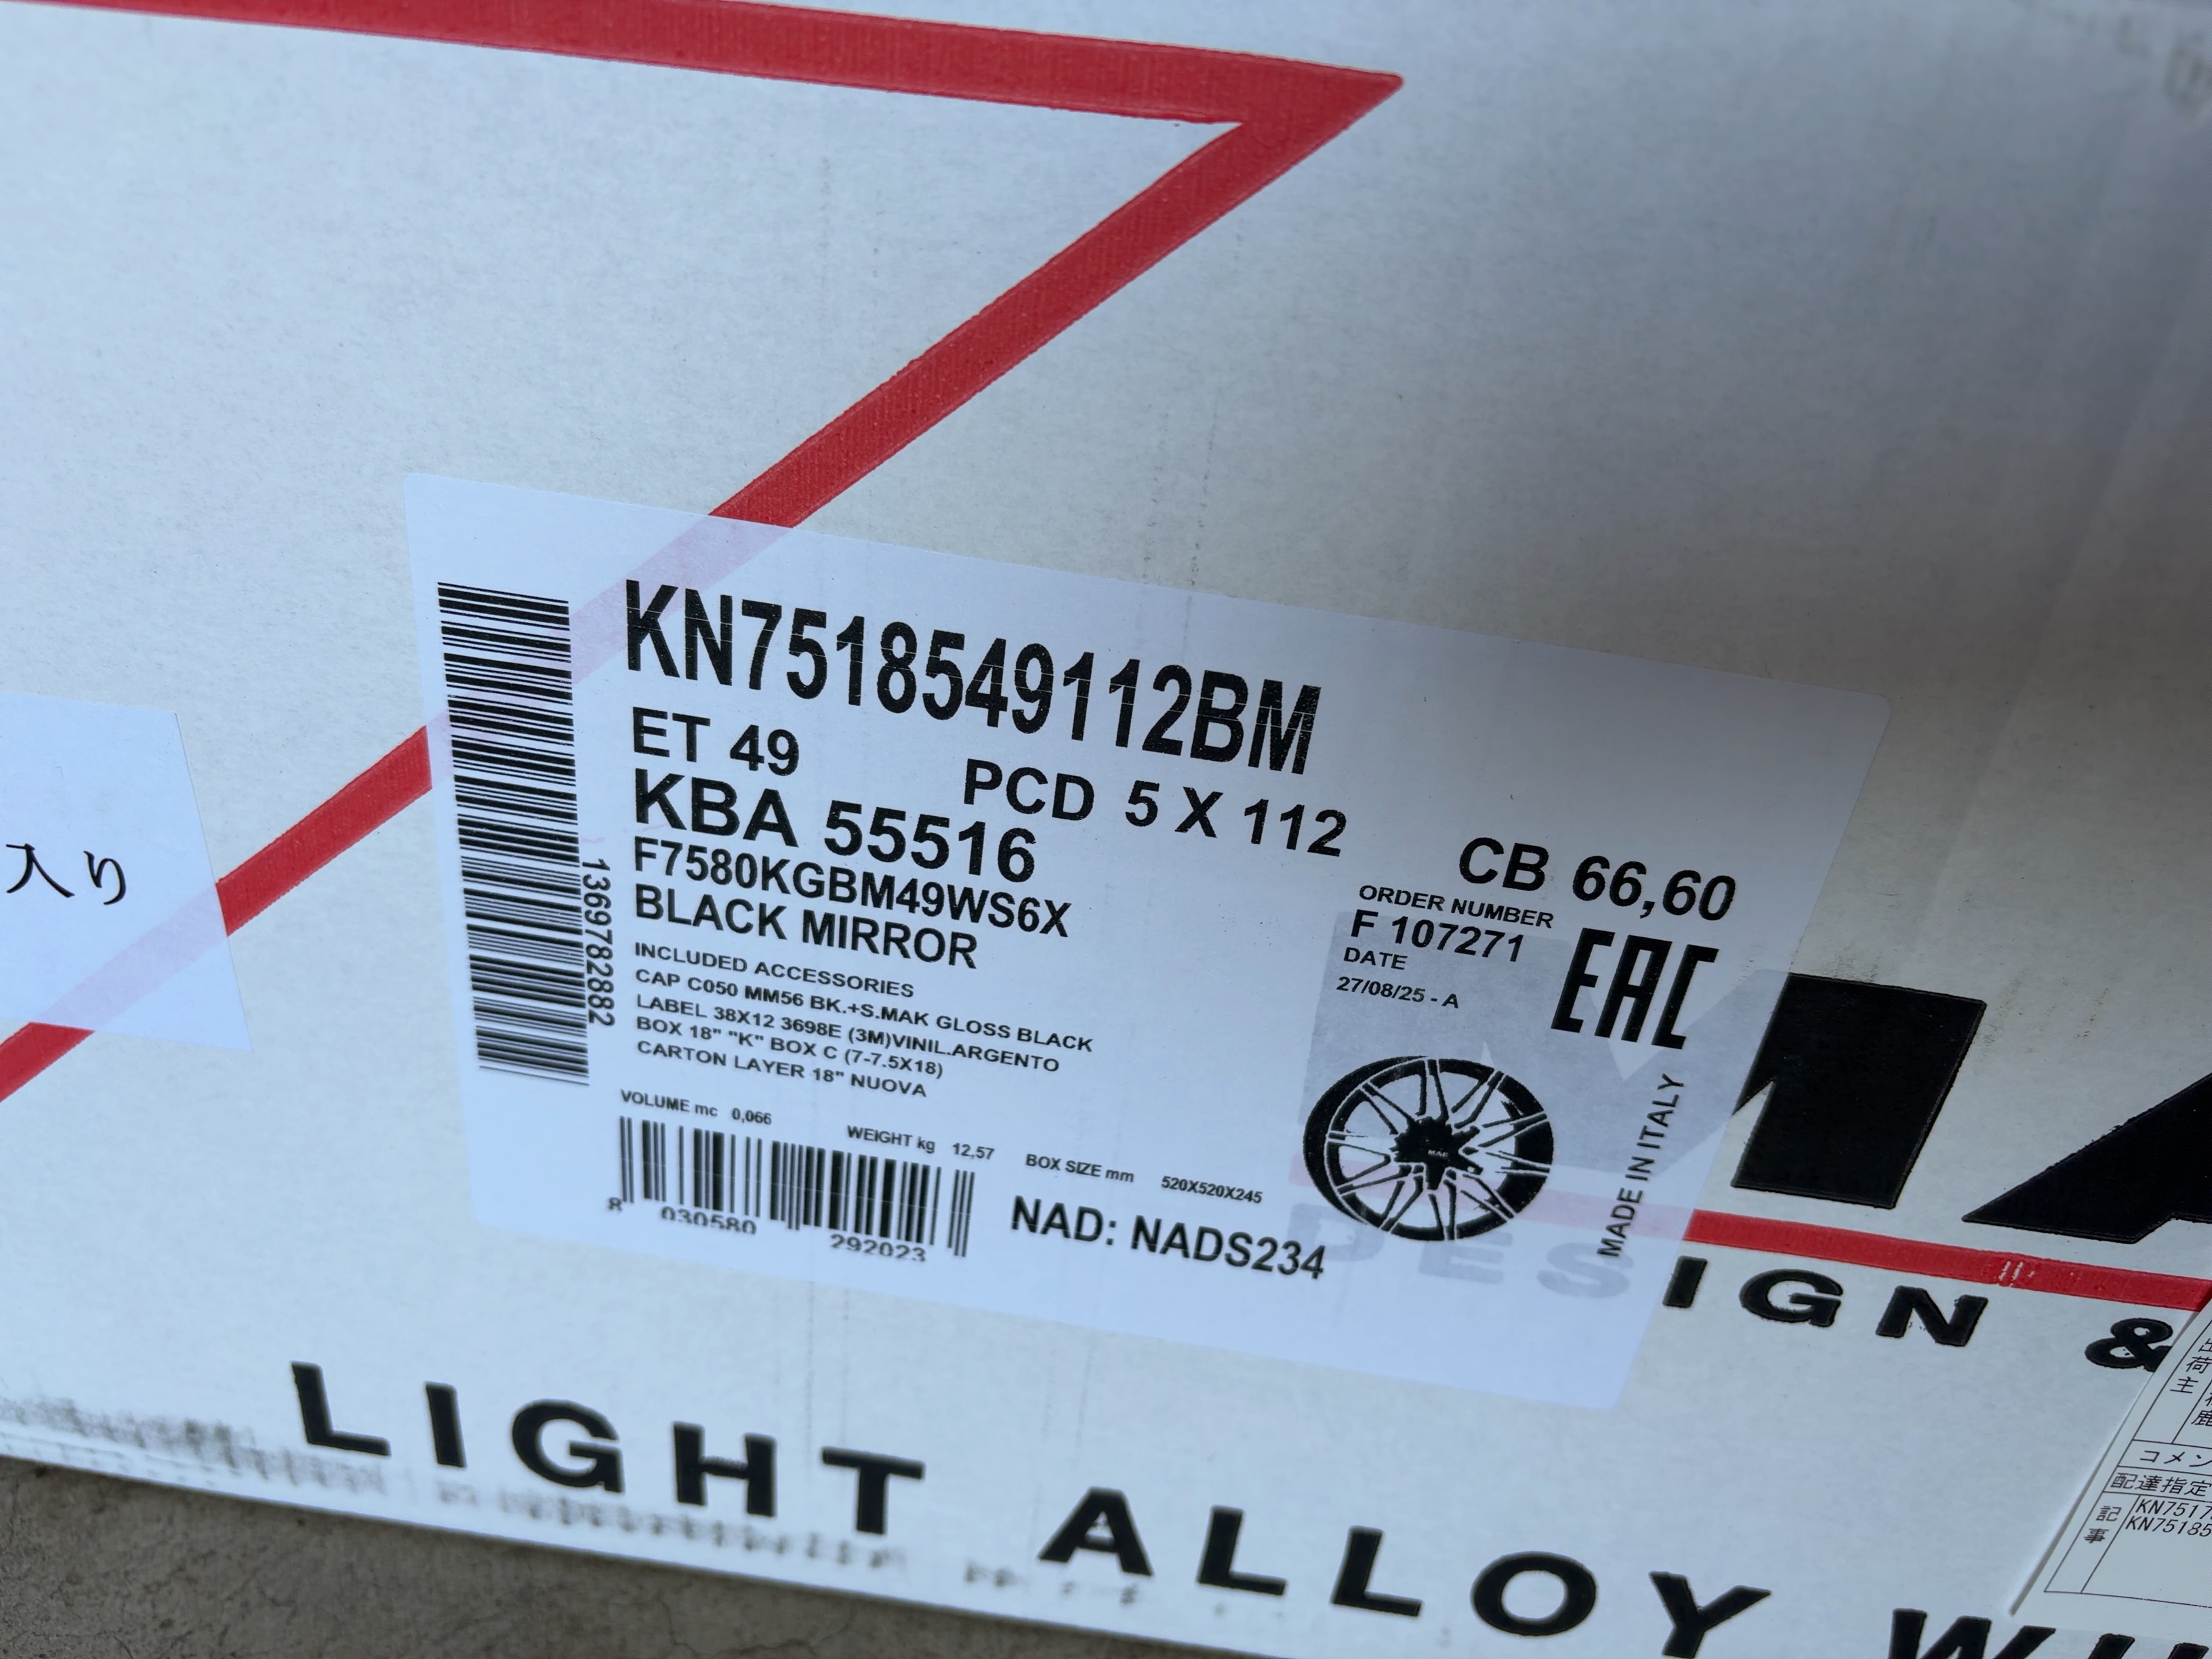 KN7518549112BM
ET 49
PCD 5 X 112
CB 66,60
KBA 55516
F7580KGBM49WS6X
BLACK MIRROR
ORDER NUMBER
F 107271
DATE
27/08/25 - A
EAC
INCLUDED ACCESSORIES
CAP C050 MM56 BK.+S.MAK GLOSS BLACK
LABEL 38X12 3698E (3M)VINIL.ARGENTO
BOX 18" "K" BOX C (7-7.5X18)
CARTON LAYER 18" NUOVA
VOLUME mc 0,066
WEIGHT kg 12,57
BOX SIZE mm 520X520X245
8 030580 292023
NAD: NADS234
MADE IN ITALY
1369782882
入り
DESIGN &
LIGHT ALLOY
荷
主
コメン
配達指定
記
事
KN7517
KN75185